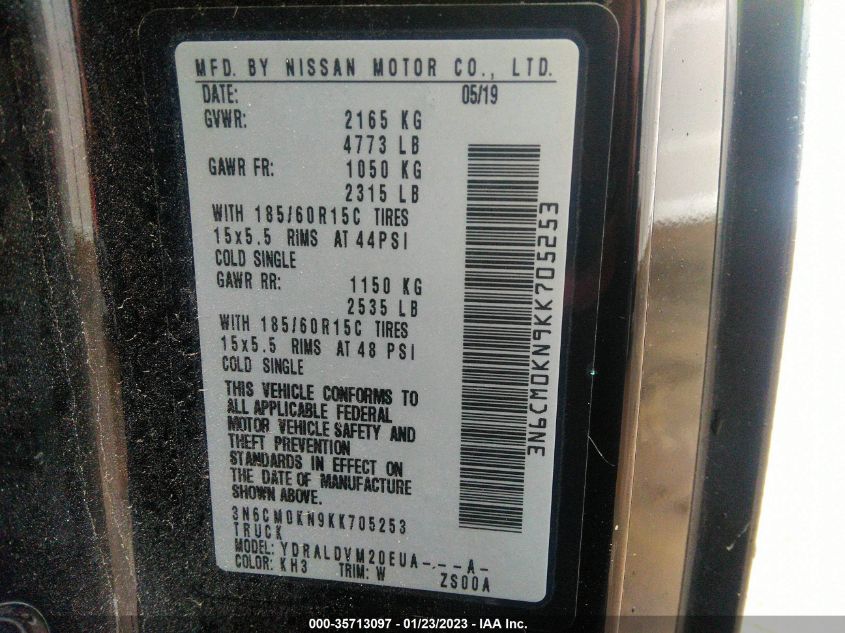 MFD. BY NISSAN MOTOR CO., LTD.
DATE: 05/19
GVWR: 2165 KG
4773 LB
GAWR FR: 1050 KG
2315 LB
WITH 185/60R15C TIRES
15x5.5 RIMS AT 44PSI
COLD SINGLE
GAWR RR: 1150 KG
2535 LB
WITH 185/60R15C TIRES
15x5.5 RIMS AT 48 PSI
COLD SINGLE
THIS VEHICLE CONFORMS TO
ALL APPLICABLE FEDERAL
MOTOR VEHICLE SAFETY AND
THEFT PREVENTION
STANDARDS IN EFFECT ON
THE DATE OF MANUFACTURE
SHOWN ABOVE.
3N6CM0KN9KK705253
TRUCK
MODEL: YDRALDVM20EUA-.--A-
COLOR: KH3 TRIM: W ZS00A
3N6CM0KN9KK705253
000-35713097 - 01/23/2023 - IAA Inc.